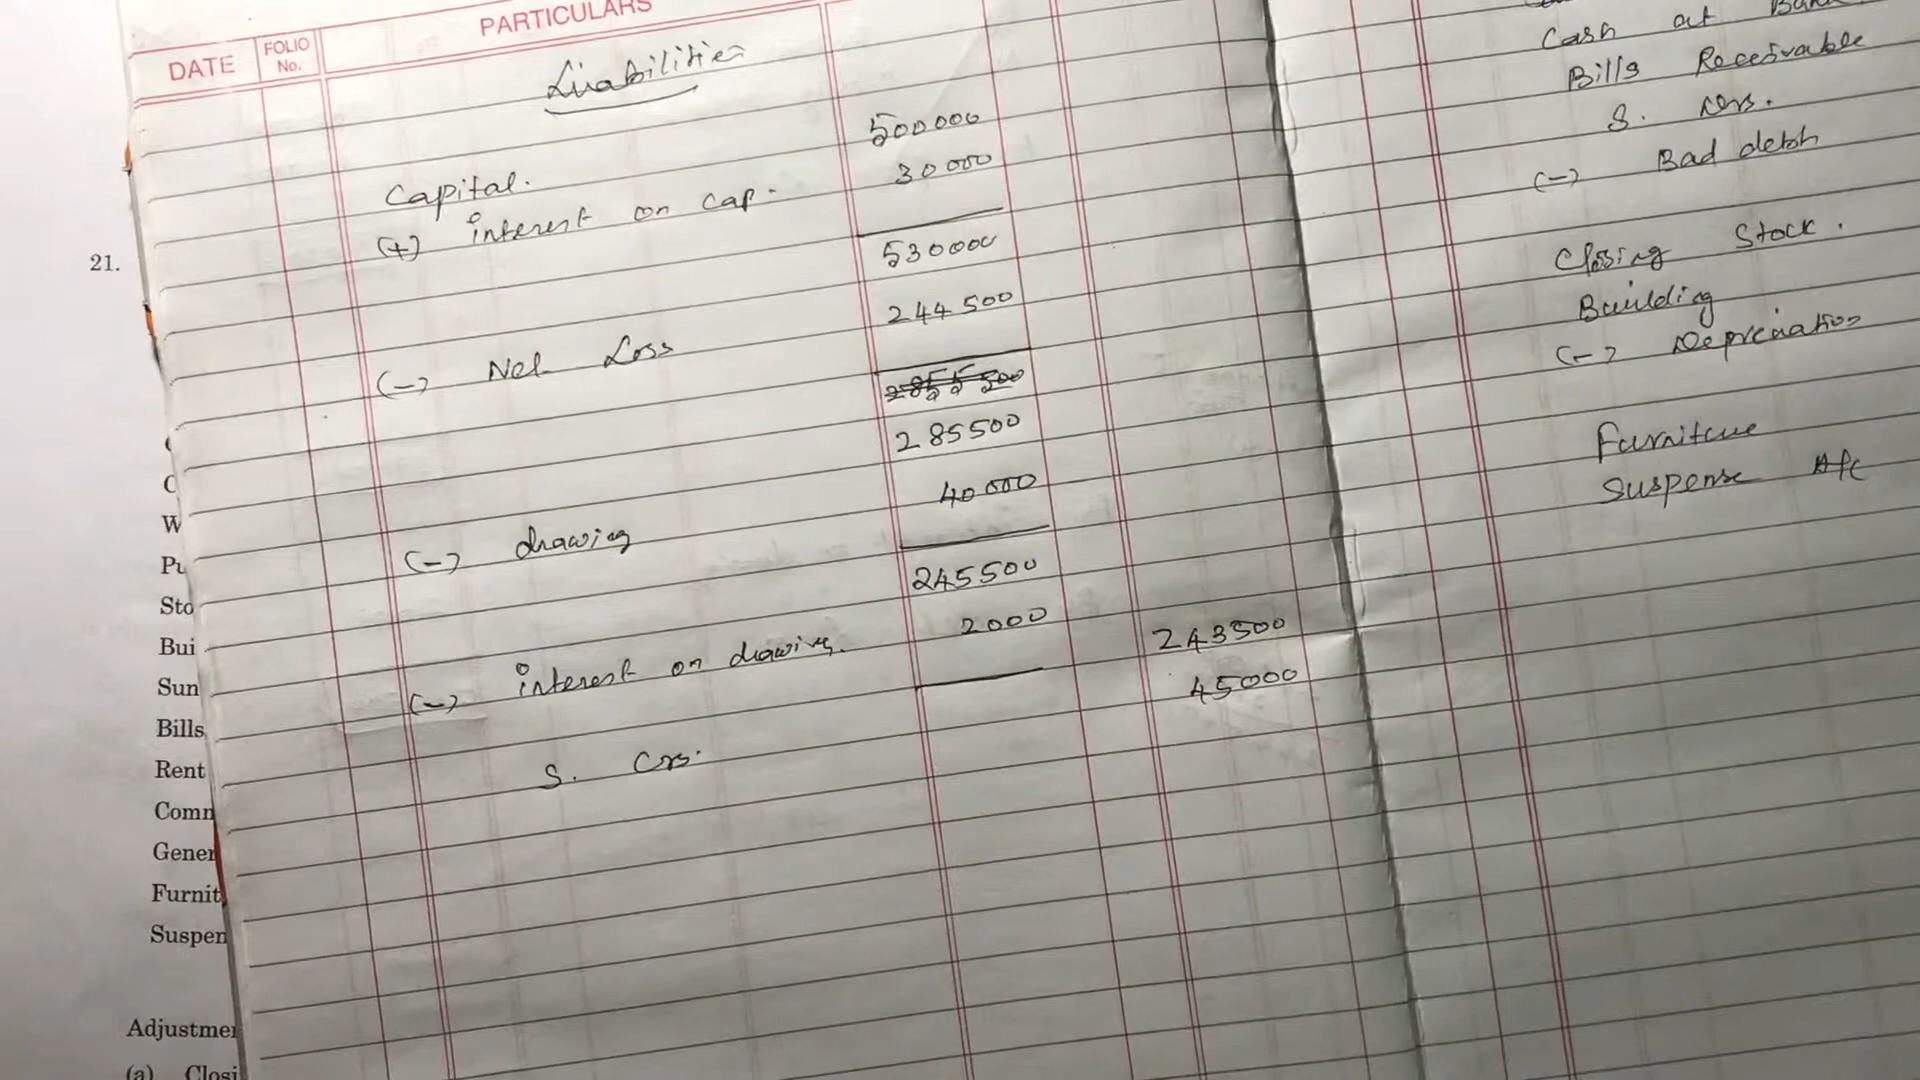 PARTICULARS
DATE
FOLIO No.
Liabilities
Capital. 500000
(+) interest on cap. 30000
530000
(-) Net Loss 244500
285500
(-) drawing 40000
245500
(-) interest on drawing. 2000 243500
S. Crs. 45000
Cash at Bank
Bills Receivable
S. Drs.
(-) Bad debt
Closing Stock.
Building
(-) Depreciation
Furniture
Suspense A/c
21.
C
W
Pu
Sto
Bui
Sun
Bills
Rent
Comm
Gener
Furnit
Suspen
Adjustme
(a) Closi